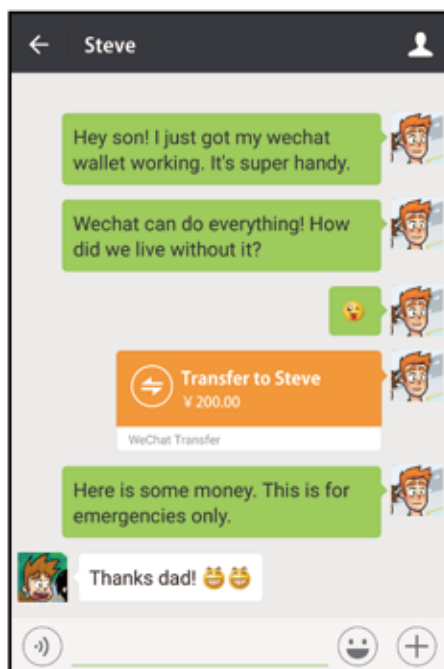 Steve
Hey son! I just got my wechat
wallet working. It's super handy.
Wechat can do everything! How
did we live without it?
Transfer to Steve
¥ 200.00
WeChat Transfer
Here is some money. This is for
emergencies only.
Thanks dad!